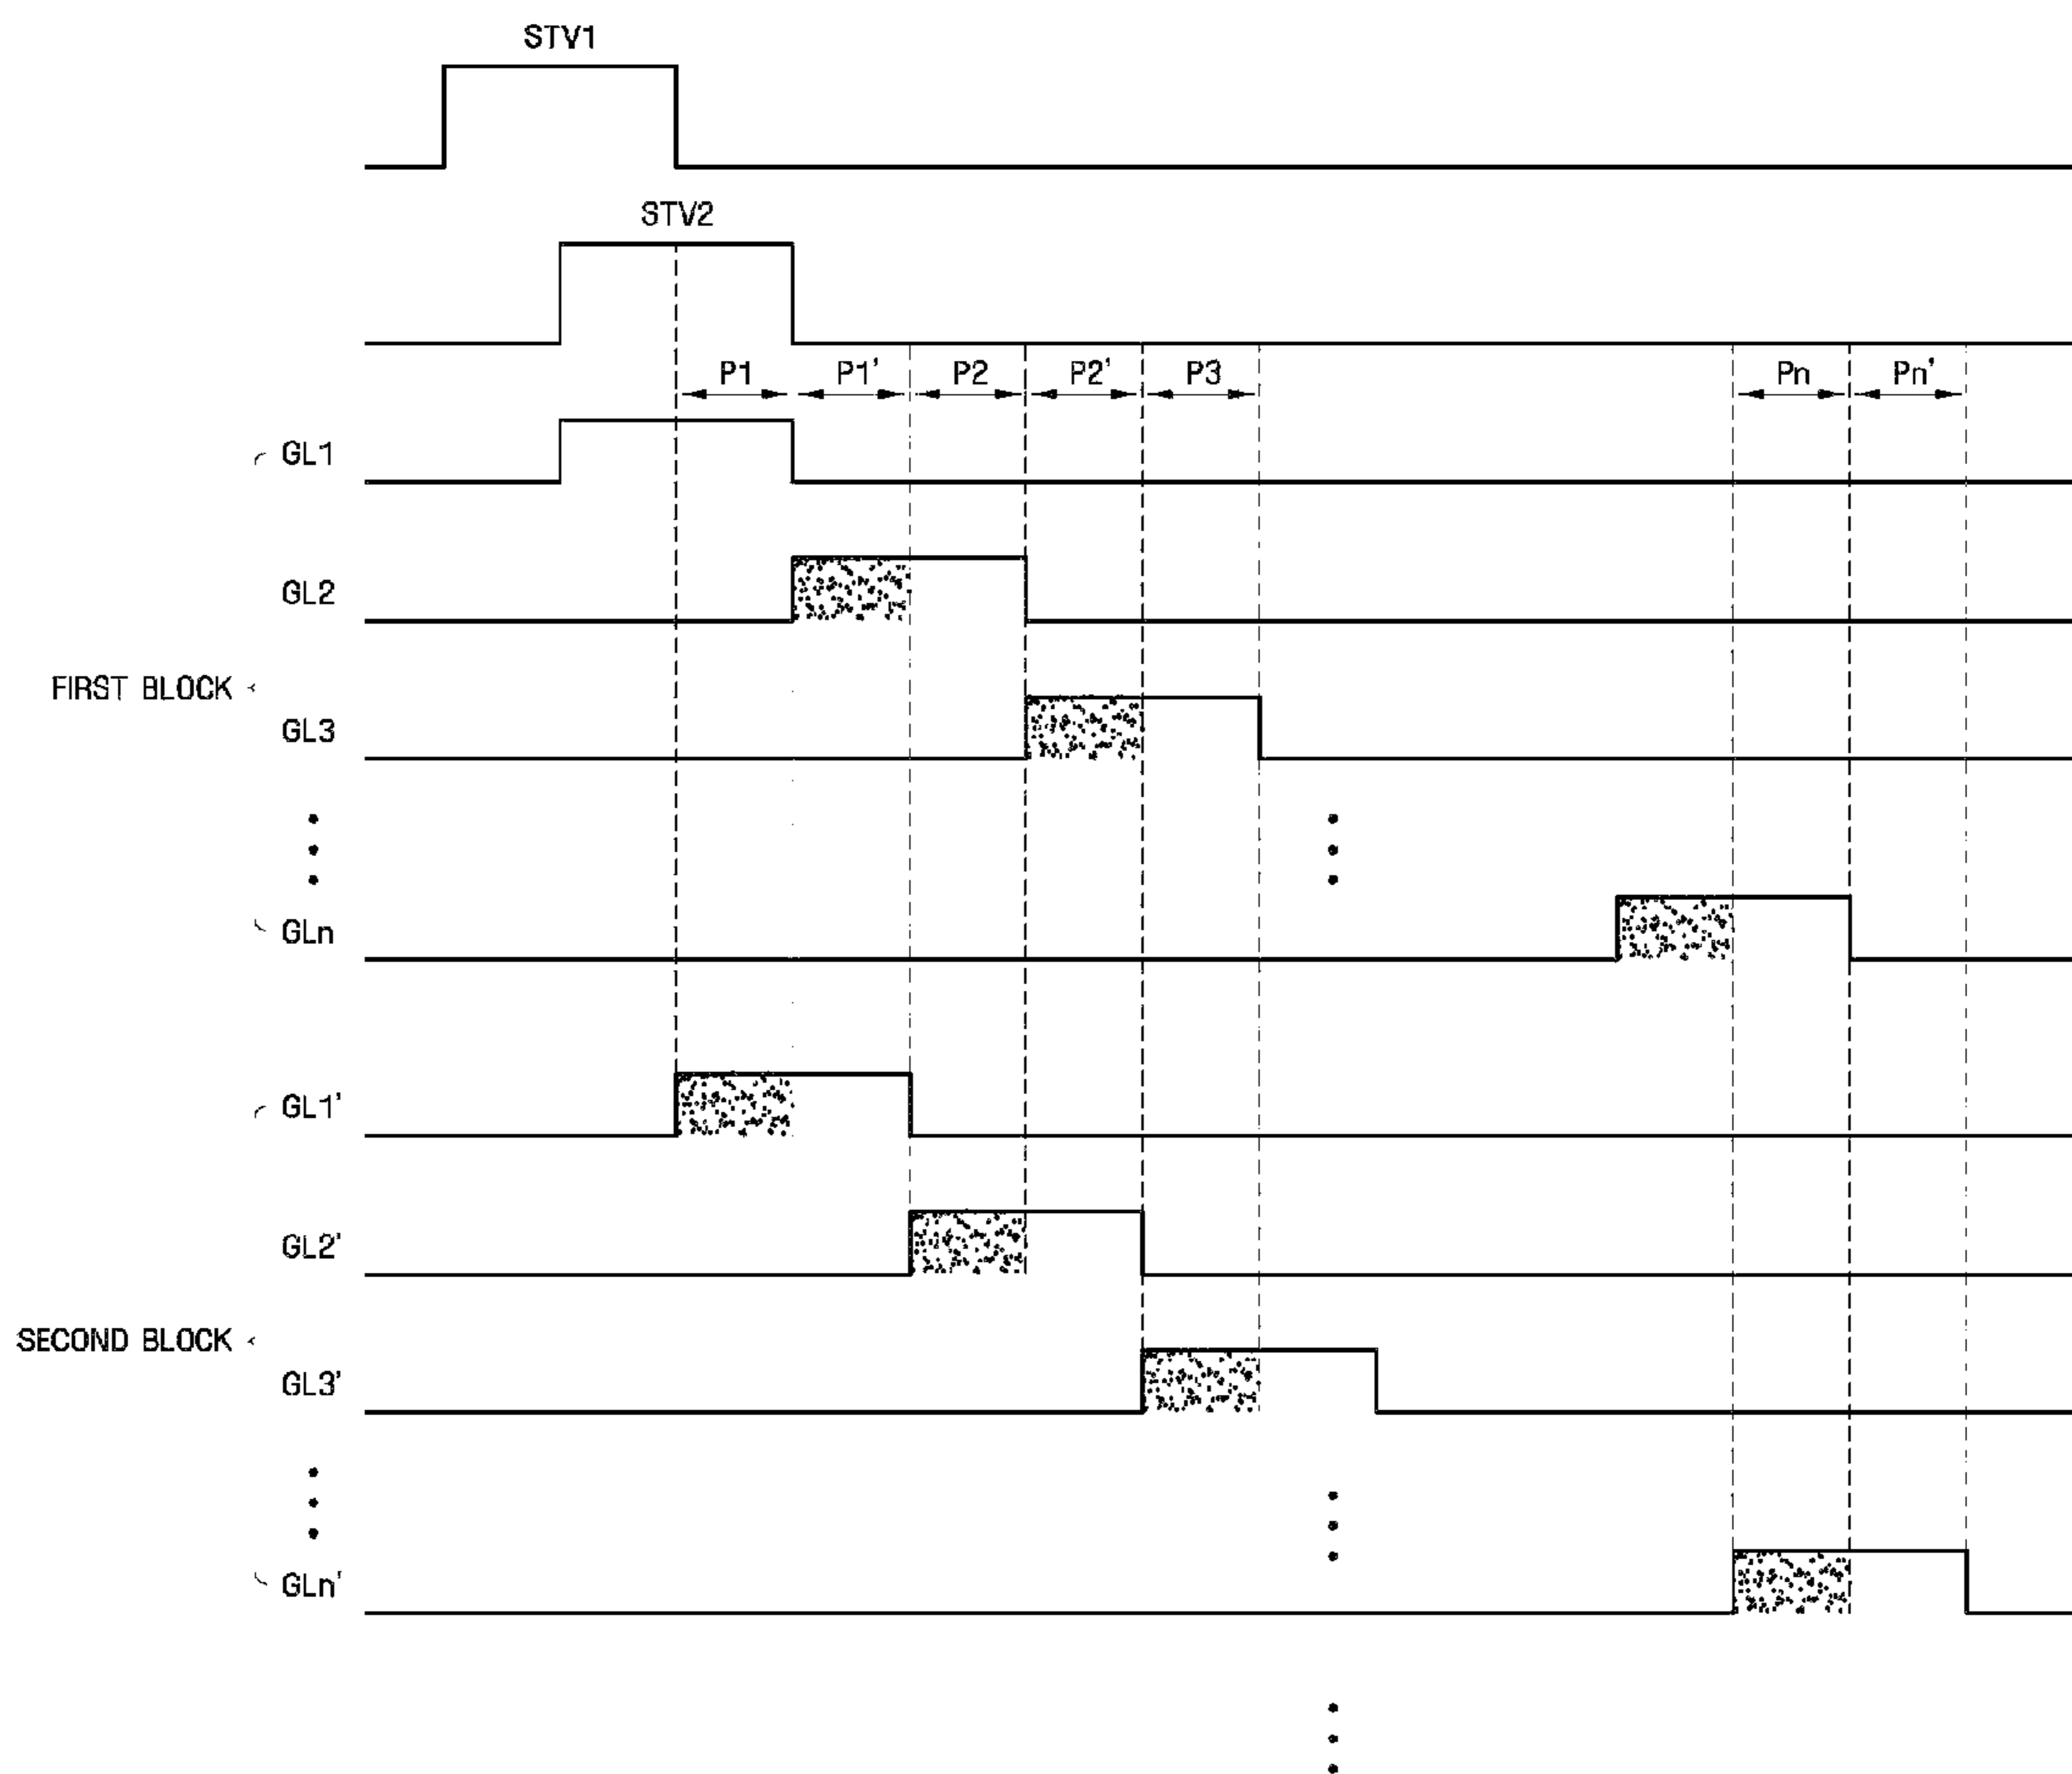 STV1
STV2
P1 P1' P2 P2' P3 Pn Pn'
GL1
GL2
FIRST BLOCK
GL3
GLn
GL1'
GL2'
SECOND BLOCK
GL3'
GLn'